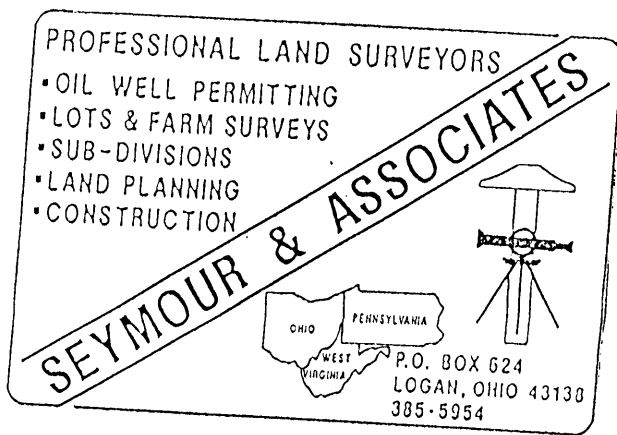 PROFESSIONAL LAND SURVEYORS
▪OIL WELL PERMITTING
▪LOTS & FARM SURVEYS
▪SUB-DIVISIONS
▪LAND PLANNING
▪CONSTRUCTION
SEYMOUR & ASSOCIATES
OHIO
PENNSYLVANIA
WEST
VIRGINIA
P.O. BOX 624
LOGAN, OHIO 43138
385-5954